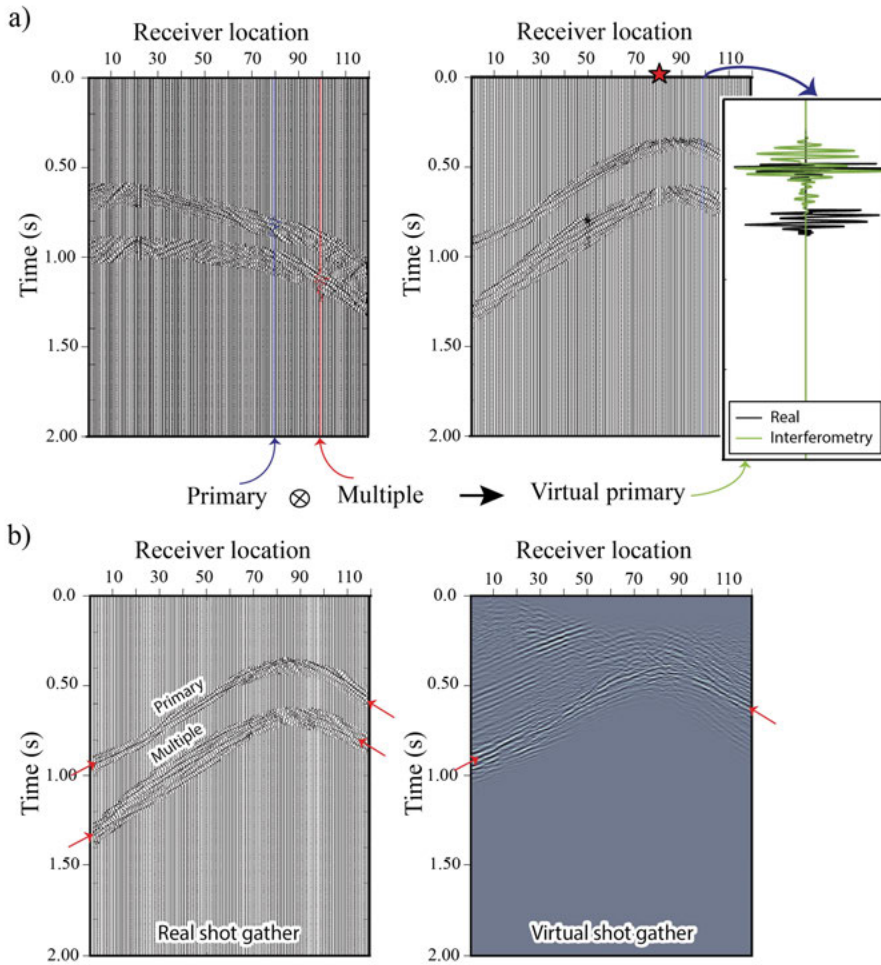 a)
Receiver location
10 30 50 70 90 110
0.0
0.50
1.00
1.50
2.00
Time (s)
Receiver location
10 30 50 70 90 110
0.0
0.50
1.00
1.50
2.00
Time (s)
Real
Interferometry
Primary ⊗ Multiple → Virtual primary
b)
Receiver location
10 30 50 70 90 110
0.0
0.50
1.00
1.50
2.00
Time (s)
Primary
Multiple
Real shot gather
Receiver location
10 30 50 70 90 110
0.0
0.50
1.00
1.50
2.00
Time (s)
Virtual shot gather